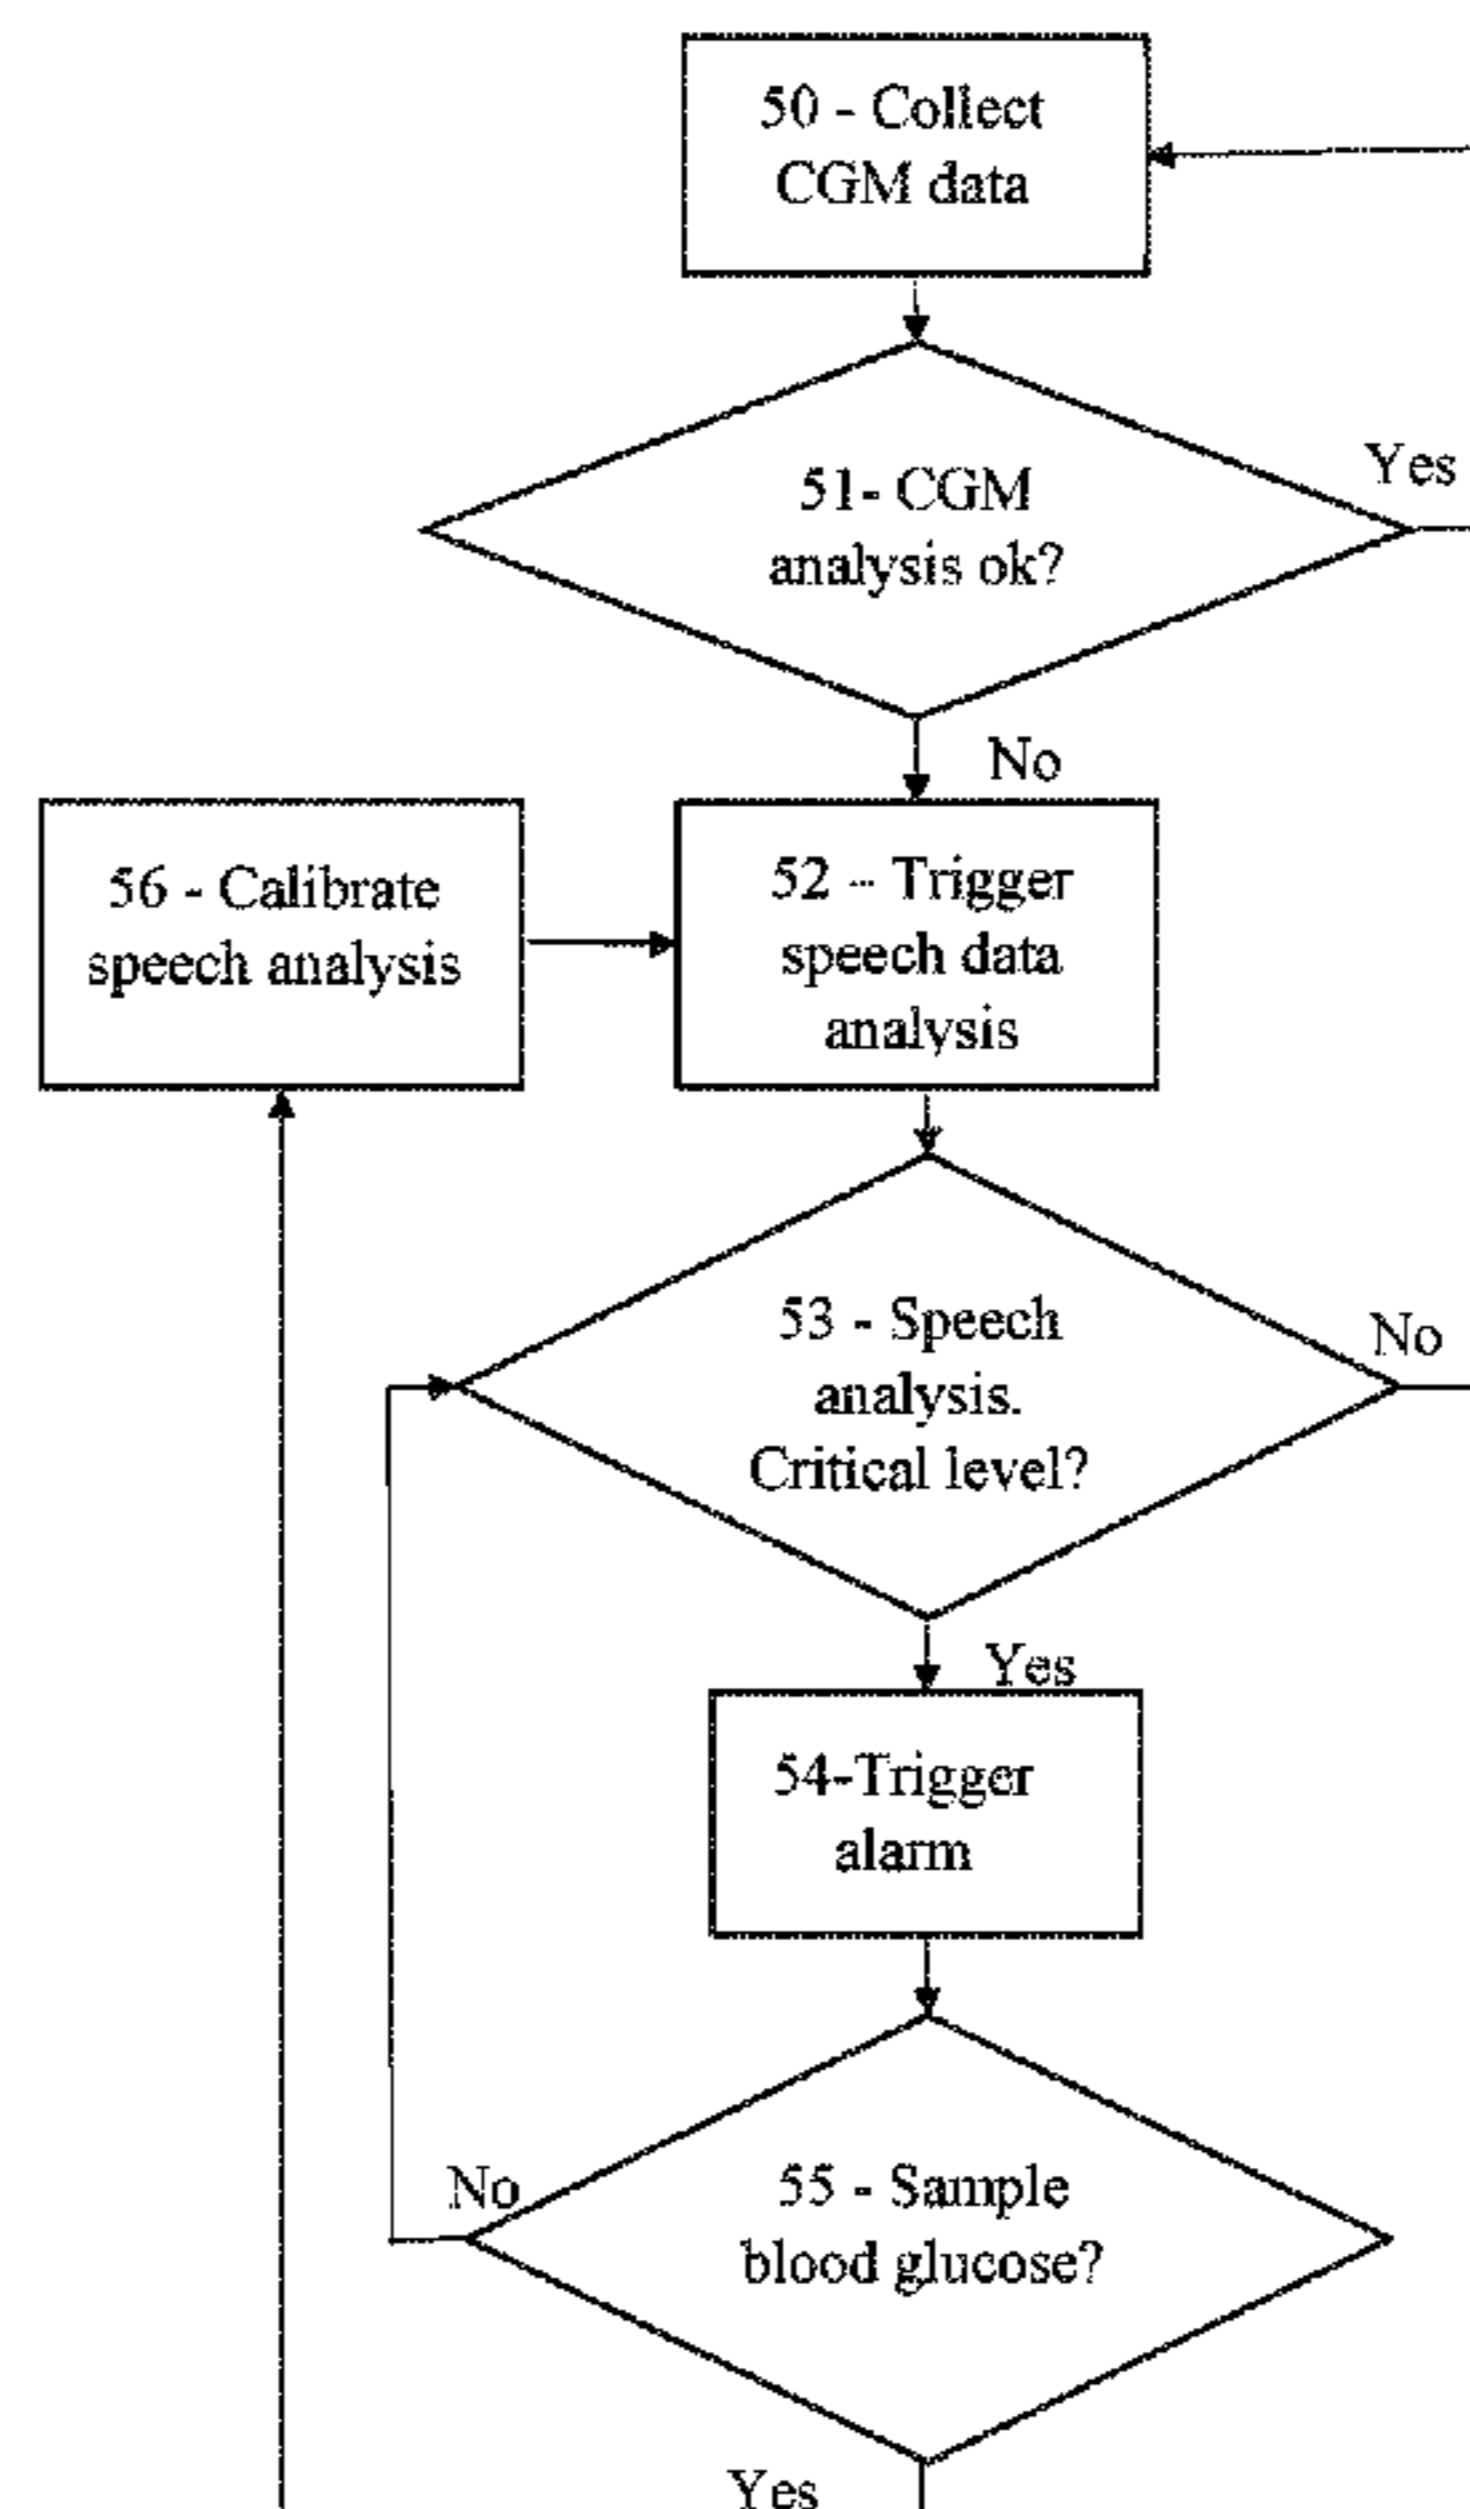 50 - Collect
CGM data
51- CGM
analysis ok?
Yes
No
56 - Calibrate
speech analysis
52 - Trigger
speech data
analysis
53 - Speech
analysis.
Critical level?
No
Yes
54-Trigger
alarm
55 - Sample
blood glucose?
No
Yes